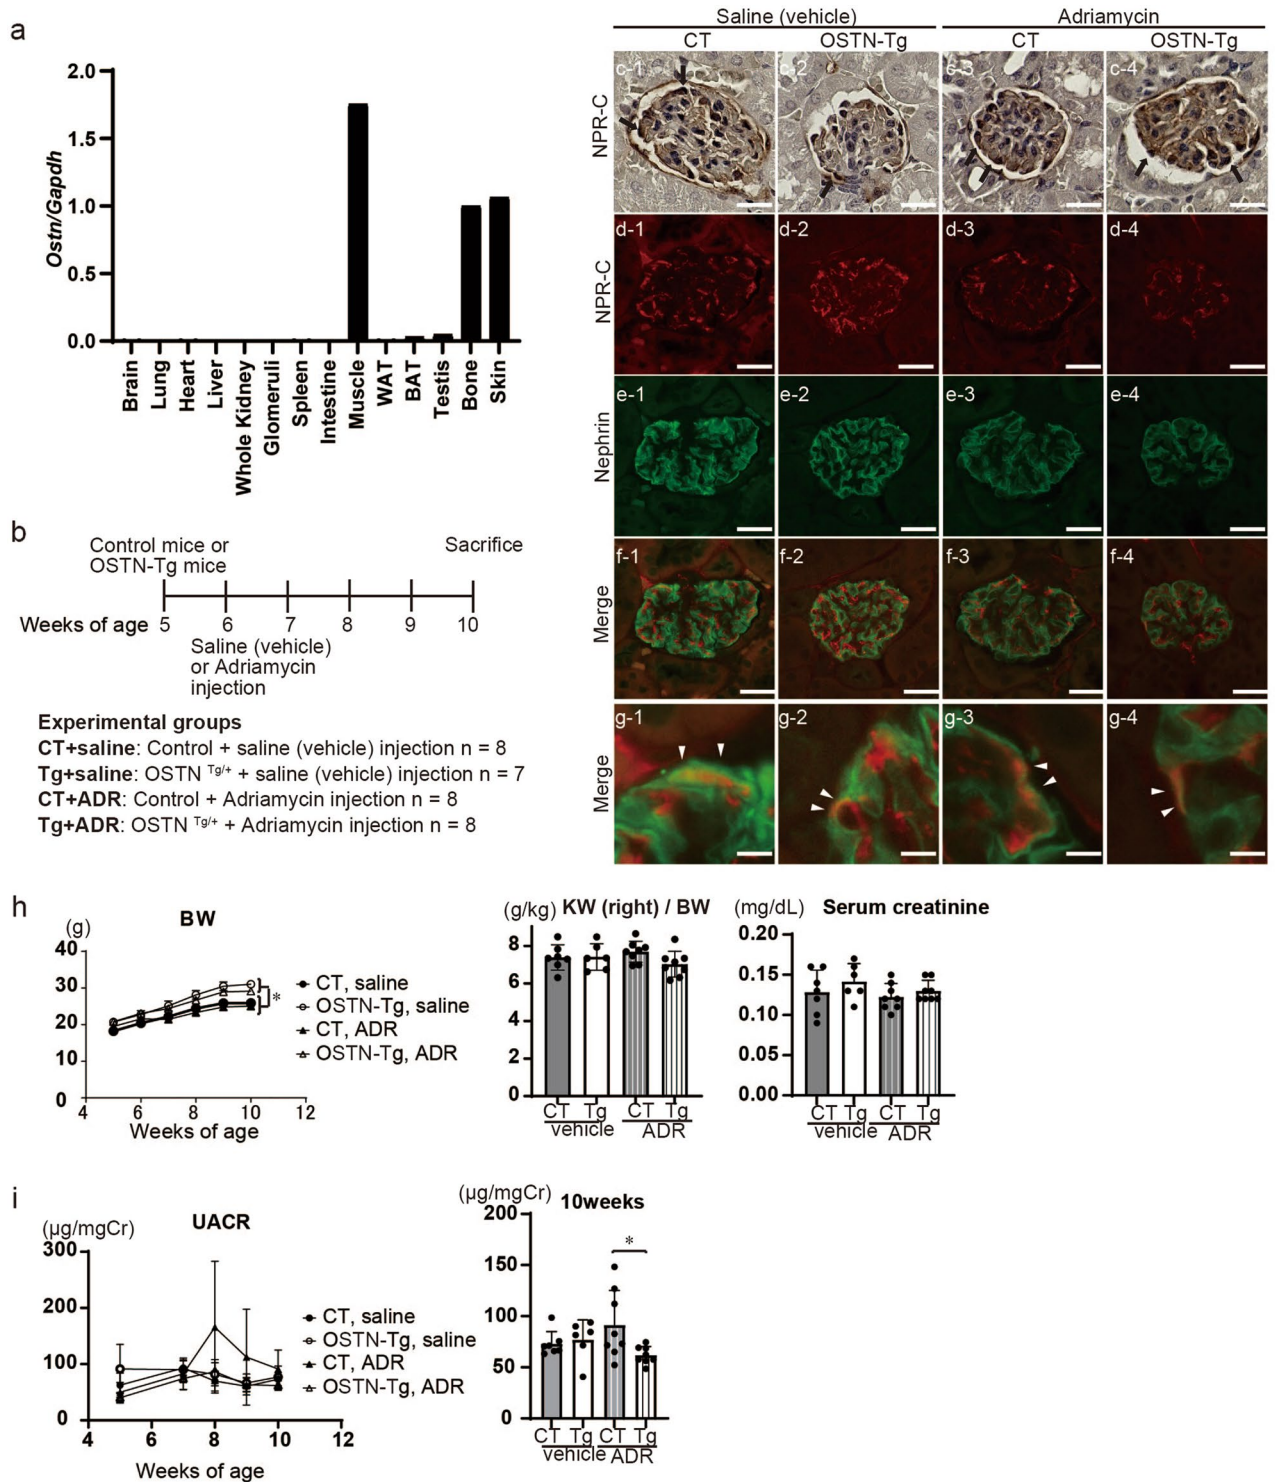 a
2.0
1.5
1.0
0.5
0.0
Ostn/Gapdh
Brain
Lung
Heart
Liver
Whole Kidney
Glomeruli
Spleen
Intestine
Muscle
WAT
BAT
Testis
Bone
Skin
b
Control mice or
OSTN-Tg mice
Sacrifice
Weeks of age
5 6 7 8 9 10
Saline (vehicle)
or Adriamycin
injection
Experimental groups
CT+saline: Control + saline (vehicle) injection n = 8
Tg+saline: OSTN Tg/+ + saline (vehicle) injection n = 7
CT+ADR: Control + Adriamycin injection n = 8
Tg+ADR: OSTN Tg/+ + Adriamycin injection n = 8
Saline (vehicle) Adriamycin
CT OSTN-Tg CT OSTN-Tg
NPR-C
c-1 c-2 c-3 c-4
NPR-C
d-1 d-2 d-3 d-4
Nephrin
e-1 e-2 e-3 e-4
Merge
f-1 f-2 f-3 f-4
Merge
g-1 g-2 g-3 g-4
h
(g)
BW
40
30
20
10
0
4 6 8 10 12
Weeks of age
*
CT, saline
OSTN-Tg, saline
CT, ADR
OSTN-Tg, ADR
(g/kg) KW (right) / BW
8
6
4
2
0
CT Tg CT Tg
vehicle ADR
(mg/dL) Serum creatinine
0.20
0.15
0.10
0.05
0.00
CT Tg CT Tg
vehicle ADR
i
(µg/mgCr)
UACR
300
200
100
0
4 6 8 10 12
Weeks of age
CT, saline
OSTN-Tg, saline
CT, ADR
OSTN-Tg, ADR
(µg/mgCr) 10weeks
200
150
100
50
0
*
CT Tg CT Tg
vehicle ADR